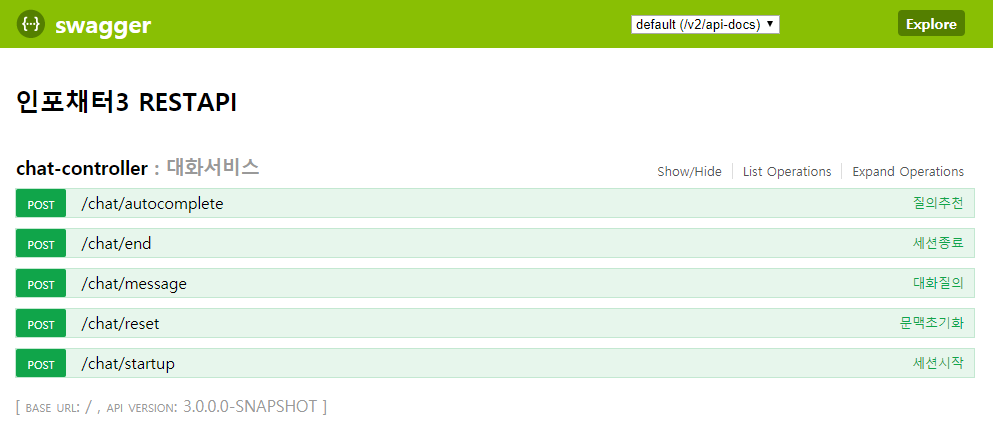 {··} swagger default (/v2/api-docs) ▼ Explore
인포채터3 RESTAPI
chat-controller : 대화서비스 Show/Hide List Operations Expand Operations
POST /chat/autocomplete 질의추천
POST /chat/end 세션종료
POST /chat/message 대화질의
POST /chat/reset 문맥초기화
POST /chat/startup 세션시작
[ BASE URL: / , API VERSION: 3.0.0.0-SNAPSHOT ]